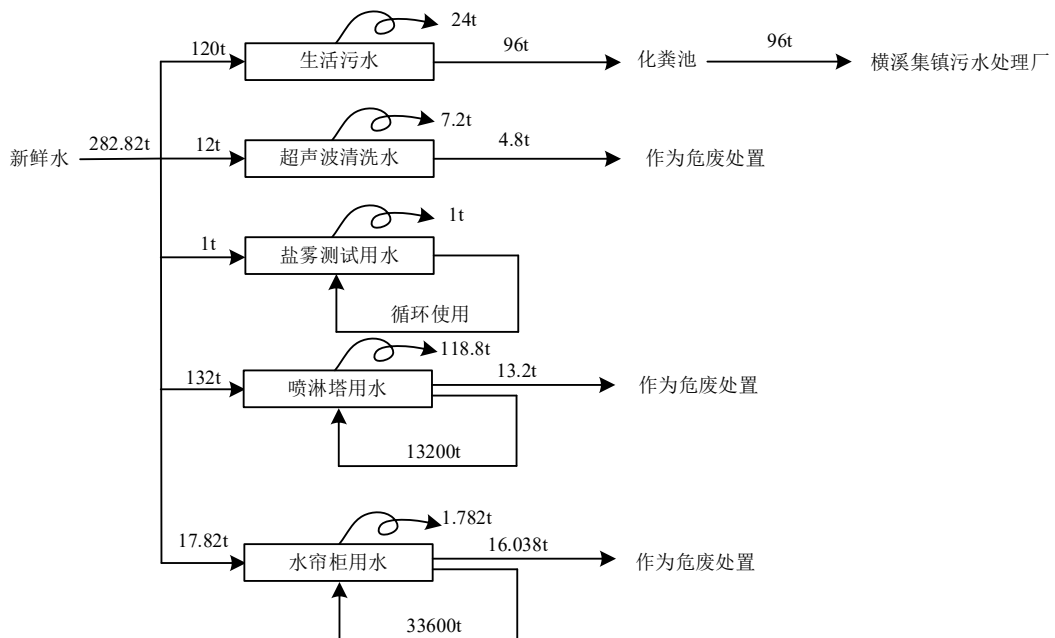 24t
120t
生活污水
96t
化粪池
96t
横溪集镇污水处理厂
7.2t
新鲜水
282.82t
12t
超声波清洗水
4.8t
作为危废处置
1t
1t
盐雾测试用水
循环使用
118.8t
132t
喷淋塔用水
13.2t
作为危废处置
13200t
1.782t
17.82t
水帘柜用水
16.038t
作为危废处置
33600t